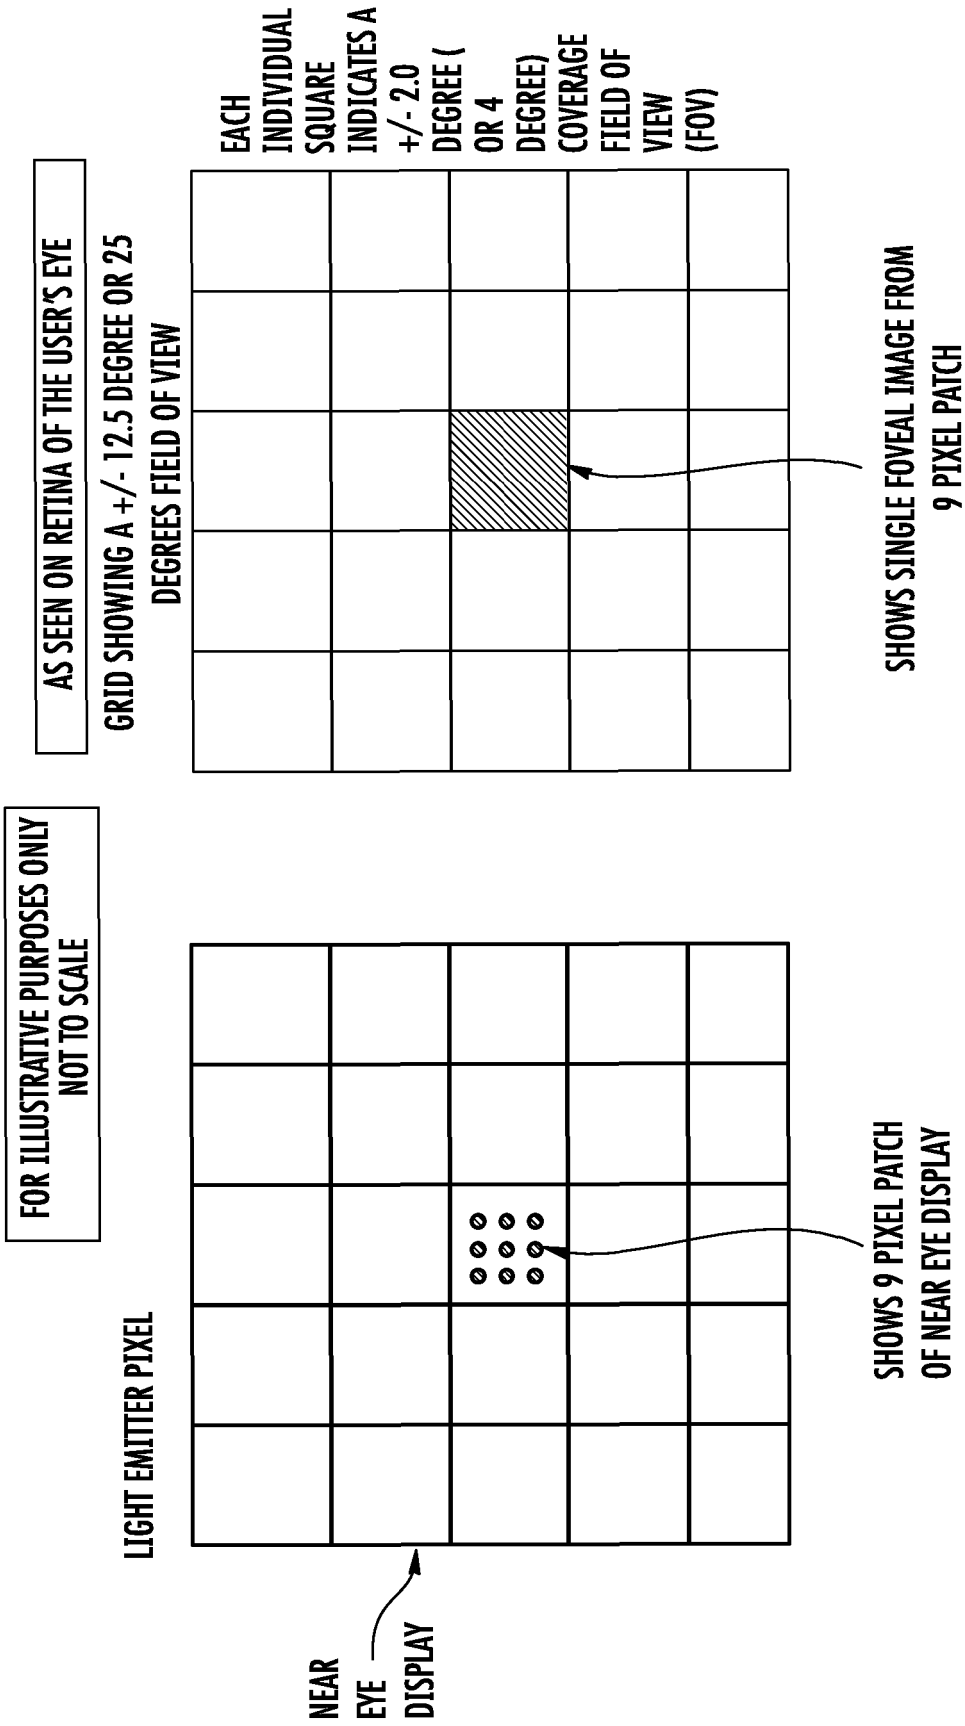 FOR ILLUSTRATIVE PURPOSES ONLY
NOT TO SCALE
LIGHT EMITTER PIXEL
NEAR
EYE
DISPLAY
SHOWS 9 PIXEL PATCH
OF NEAR EYE DISPLAY
AS SEEN ON RETINA OF THE USER'S EYE
GRID SHOWING A +/- 12.5 DEGREE OR 25
DEGREES FIELD OF VIEW
EACH
INDIVIDUAL
SQUARE
INDICATES A
+/- 2.0
DEGREE (
OR 4
DEGREE)
COVERAGE
FIELD OF
VIEW
(FOV)
SHOWS SINGLE FOVEAL IMAGE FROM
9 PIXEL PATCH